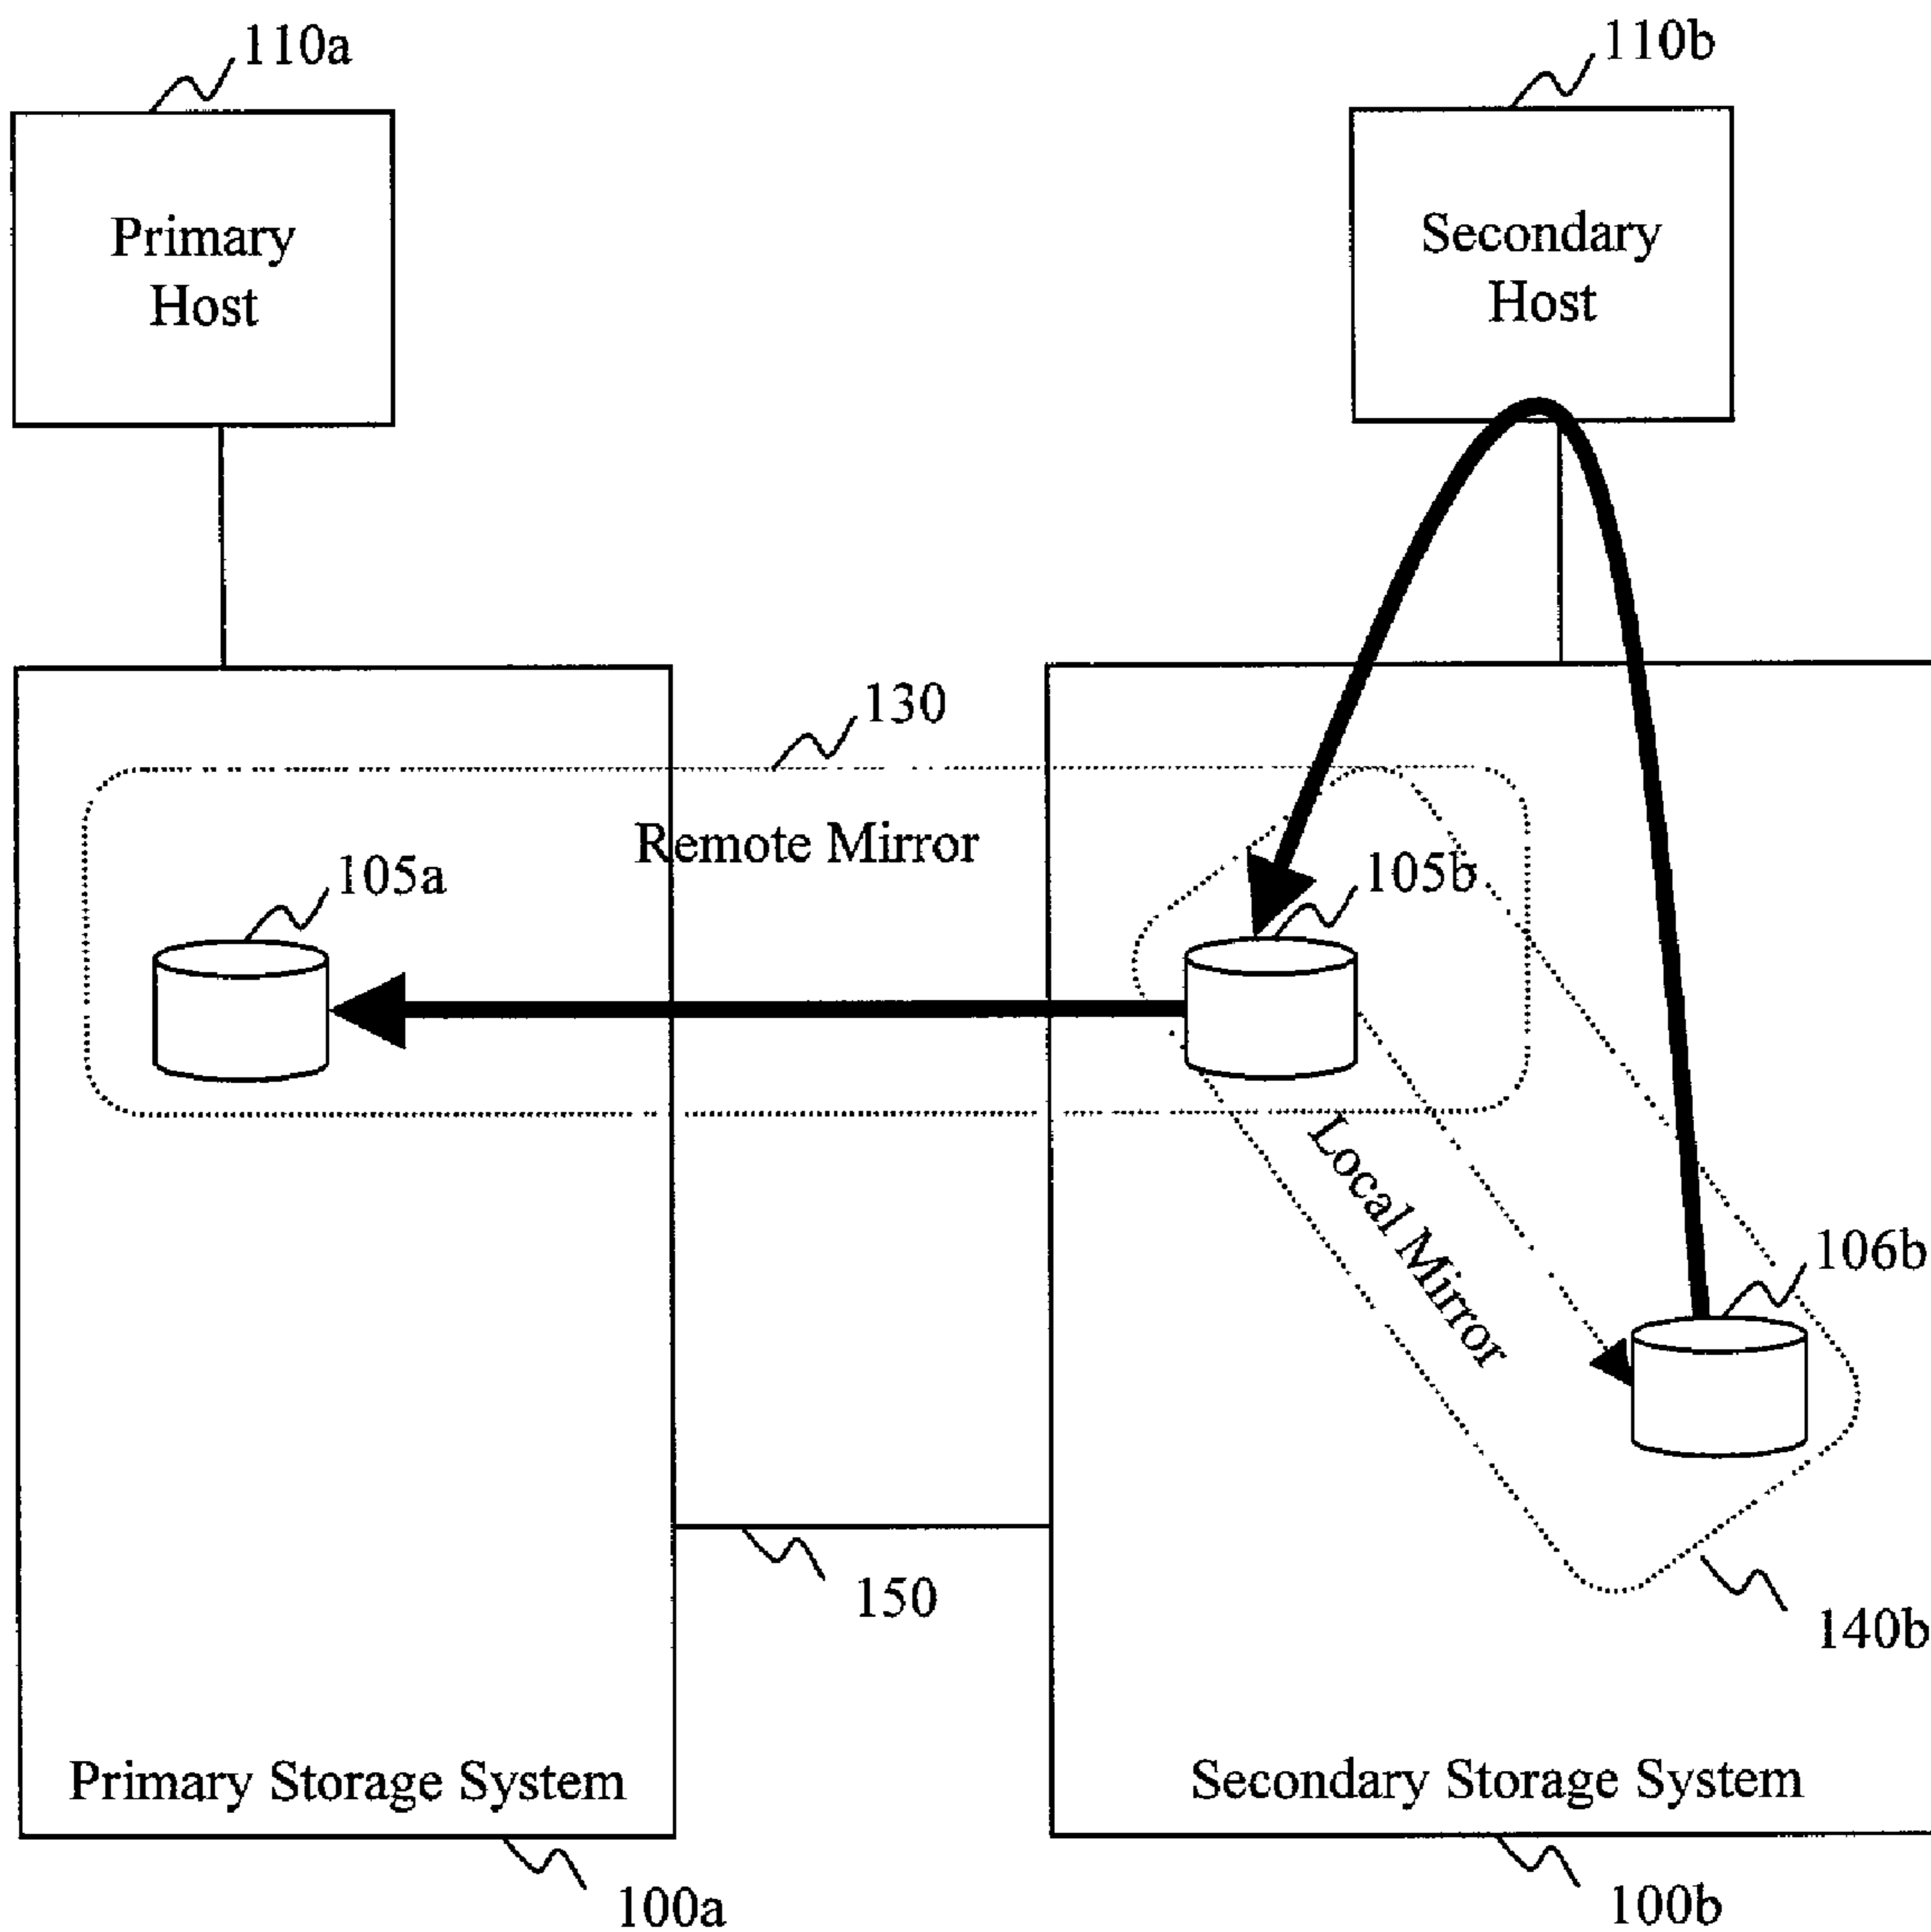 110a
110b
Primary
Host
Secondary
Host
130
Remote Mirror
105a
105b
Local Mirror
106b
150
140b
Primary Storage System
Secondary Storage System
100a
100b